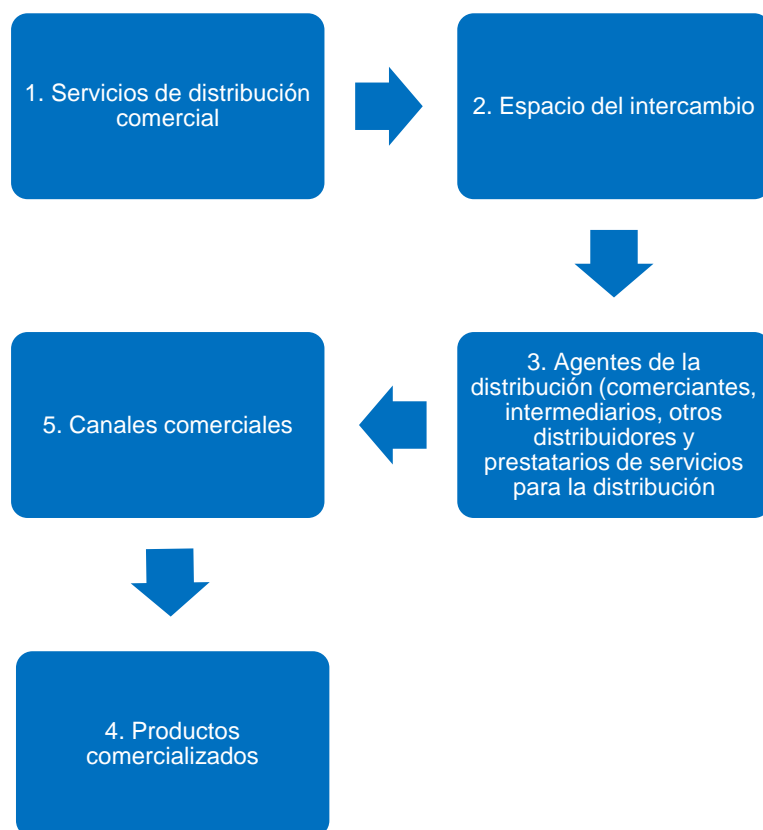 1. Servicios de distribución
comercial
2. Espacio del intercambio
3. Agentes de la
distribución (comerciantes,
intermediarios, otros
distribuidores y
prestatarios de servicios
para la distribución
5. Canales comerciales
4. Productos
comercializados